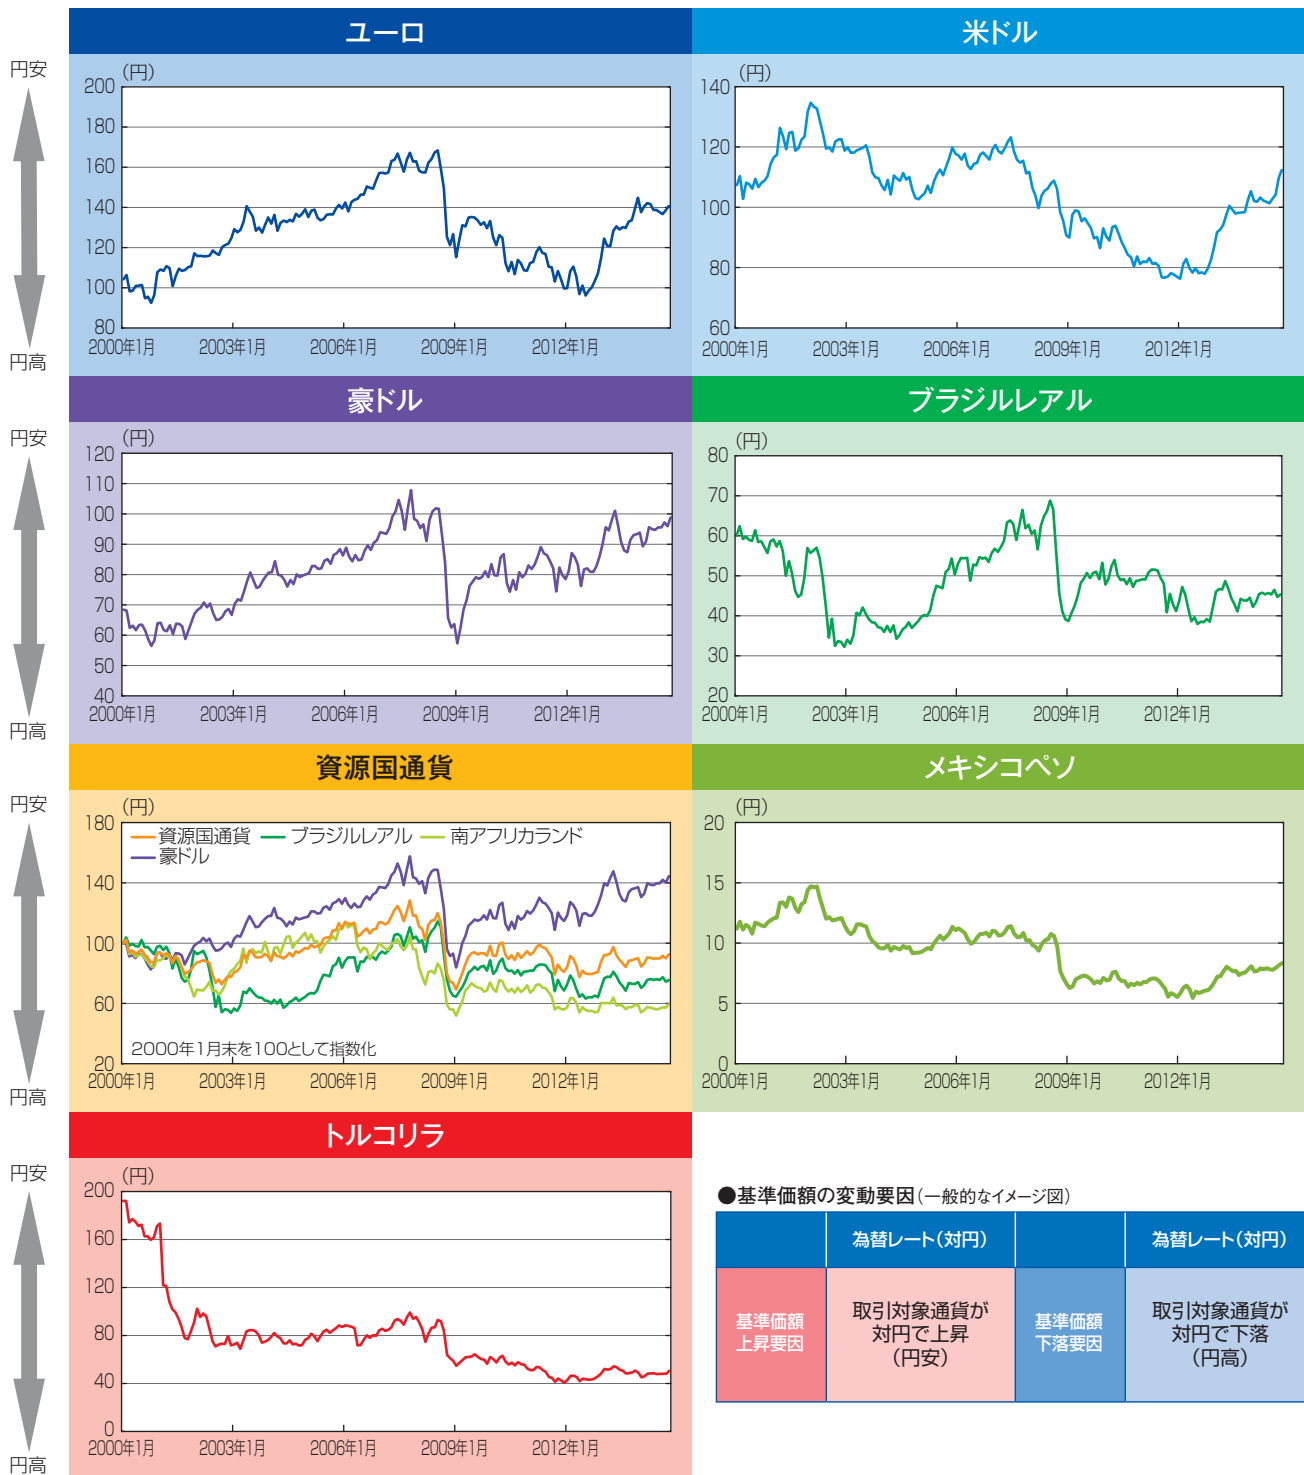 ユーロ
円安
円高
(円)
200
180
160
140
120
100
80
2000年1月 2003年1月 2006年1月 2009年1月 2012年1月
米ドル
(円)
140
120
100
80
60
2000年1月 2003年1月 2006年1月 2009年1月 2012年1月
豪ドル
円安
円高
(円)
120
110
100
90
80
70
60
50
40
2000年1月 2003年1月 2006年1月 2009年1月 2012年1月
ブラジルレアル
(円)
80
70
60
50
40
30
20
2000年1月 2003年1月 2006年1月 2009年1月 2012年1月
資源国通貨
円安
円高
(円)
180
140
100
60
20
資源国通貨 ブラジルレアル 南アフリカランド
豪ドル
2000年1月末を100として指数化
2000年1月 2003年1月 2006年1月 2009年1月 2012年1月
メキシコペソ
(円)
20
15
10
5
0
2000年1月 2003年1月 2006年1月 2009年1月 2012年1月
トルコリラ
円安
円高
(円)
200
160
120
80
40
0
2000年1月 2003年1月 2006年1月 2009年1月 2012年1月
●基準価額の変動要因(一般的なイメージ図)
為替レート(対円) 為替レート(対円)
基準価額
上昇要因
取引対象通貨が
対円で上昇
(円安)
基準価額
下落要因
取引対象通貨が
対円で下落
(円高)